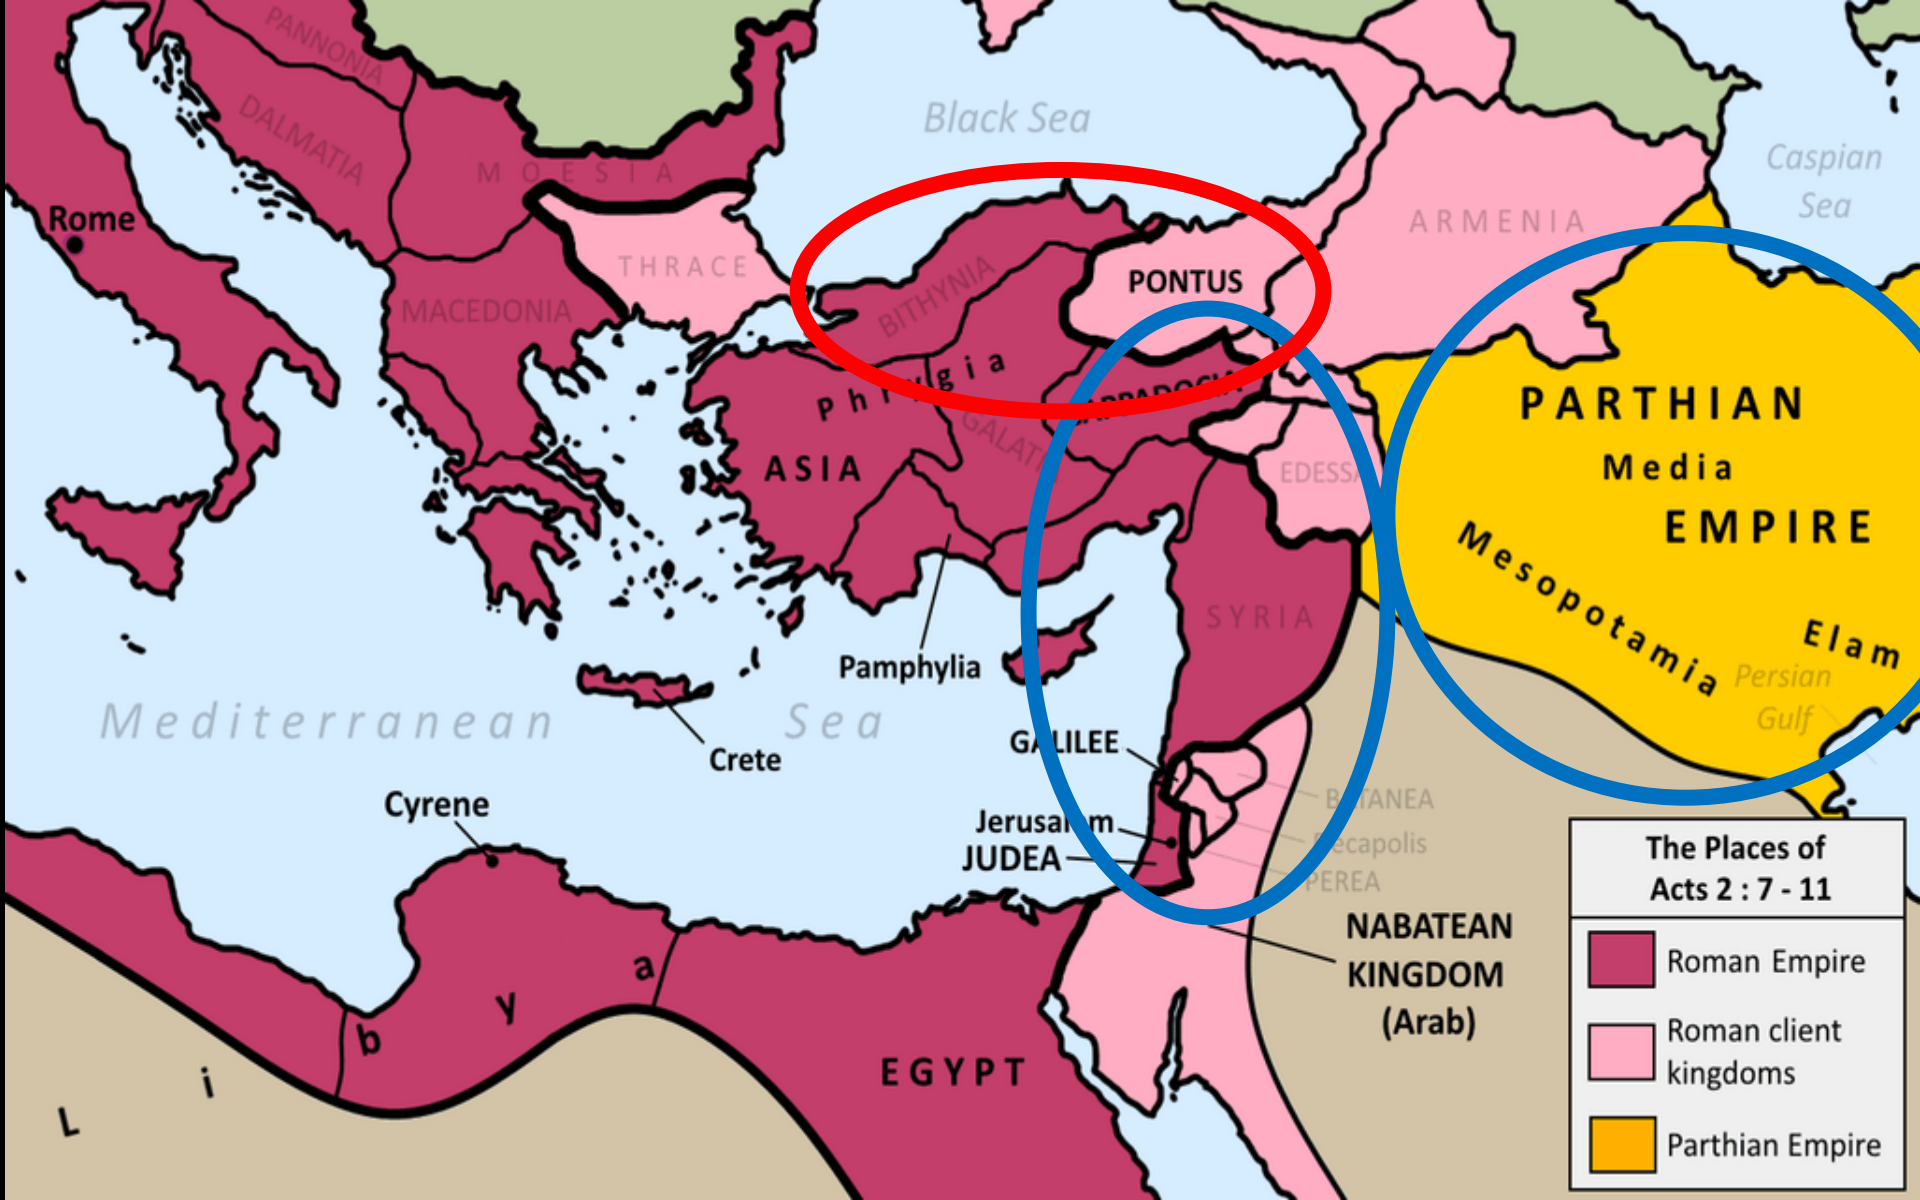 PANNONIA
DALMATIA
MOESIA
Black Sea
Caspian
Sea
Rome
THRACE
MACEDONIA
BITHYNIA
PONTUS
ARMENIA
Phrygia
CAPPADOCIA
GALATIA
ASIA
EDESSA
PARTHIAN
Media
EMPIRE
Mesopotamia
Elam
Persian
Gulf
SYRIA
Pamphylia
Mediterranean Sea
Crete
GALILEE
Cyrene
BATANEA
Jerusalem
Decapolis
JUDEA
PEREA
NABATEAN
KINGDOM
(Arab)
Libya
EGYPT
The Places of
Acts 2 : 7 - 11
Roman Empire
Roman client
kingdoms
Parthian Empire